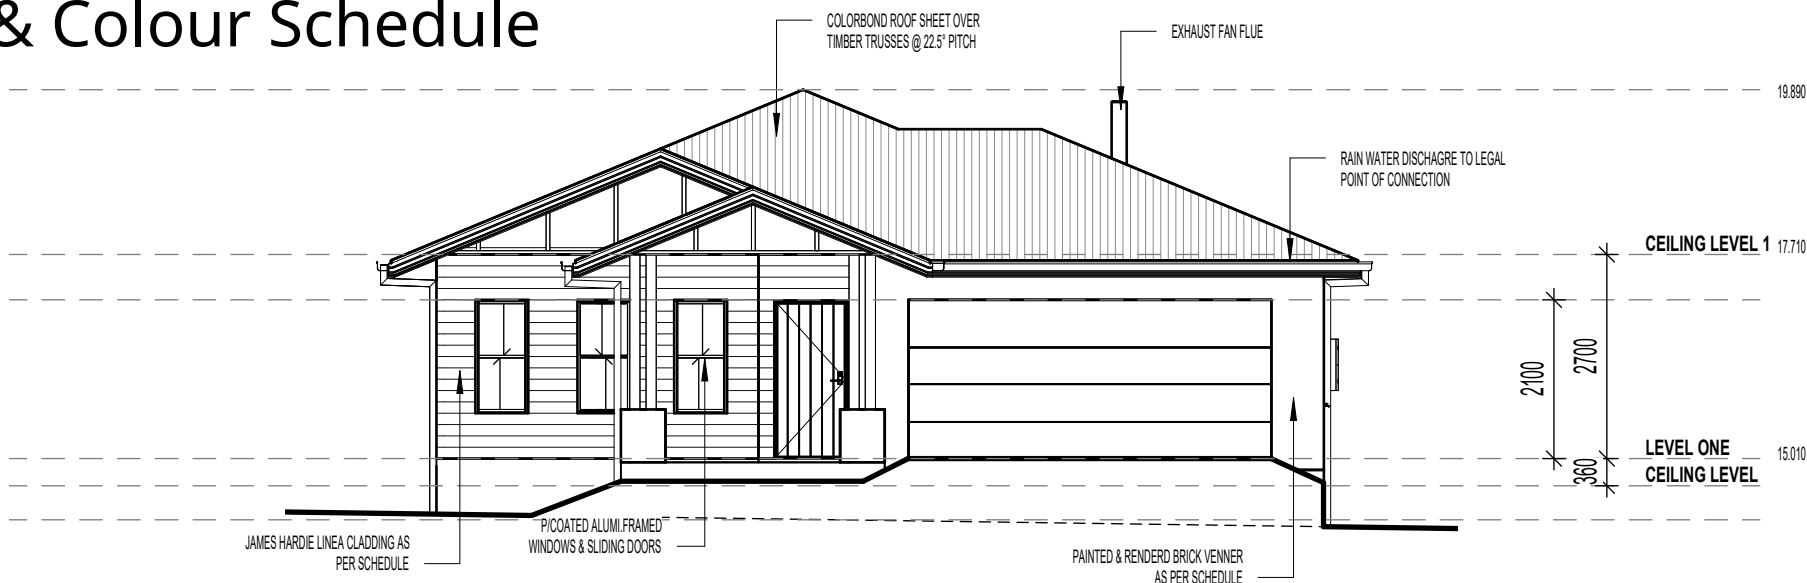 & Colour Schedule
COLORBOND ROOF SHEET OVER
TIMBER TRUSSES @ 22.5° PITCH
EXHAUST FAN FLUE
19.890
RAIN WATER DISCHAGRE TO LEGAL
POINT OF CONNECTION
CEILING LEVEL 1 17.710
2100
2700
LEVEL ONE 15.010
360
CEILING LEVEL
JAMES HARDIE LINEA CLADDING AS
PER SCHEDULE
P/COATED ALUMI.FRAMED
WINDOWS & SLIDING DOORS
PAINTED & RENDERD BRICK VENNER
AS PER SCHEDULE